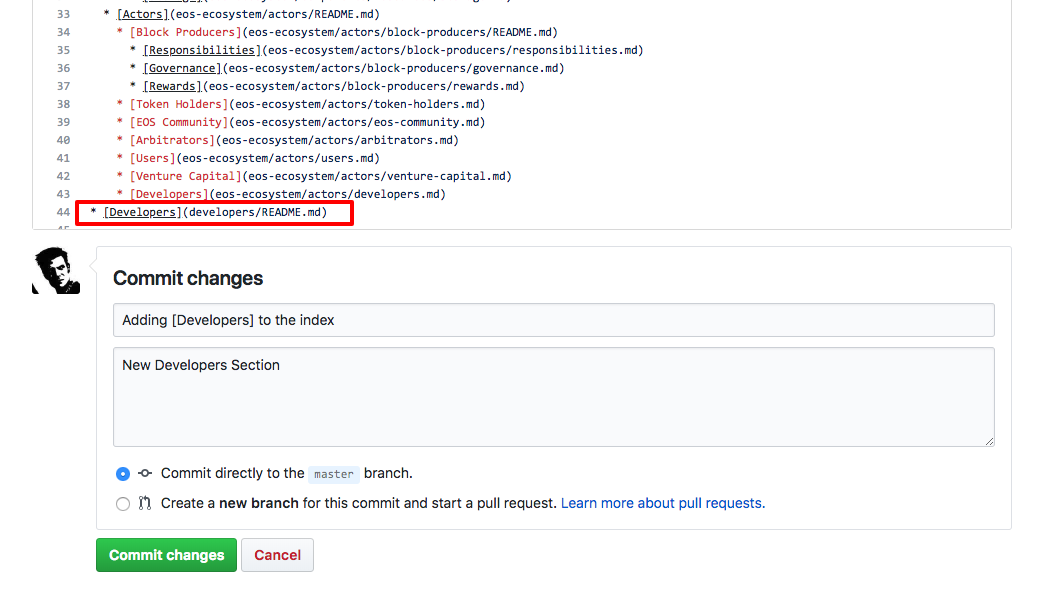 33 * [Actors](eos-ecosystem/actors/README.md)
34 * [Block Producers](eos-ecosystem/actors/block-producers/README.md)
35 * [Responsibilities](eos-ecosystem/actors/block-producers/responsibilities.md)
36 * [Governance](eos-ecosystem/actors/block-producers/governance.md)
37 * [Rewards](eos-ecosystem/actors/block-producers/rewards.md)
38 * [Token Holders](eos-ecosystem/actors/token-holders.md)
39 * [EOS Community](eos-ecosystem/actors/eos-community.md)
40 * [Arbitrators](eos-ecosystem/actors/arbitrators.md)
41 * [Users](eos-ecosystem/actors/users.md)
42 * [Venture Capital](eos-ecosystem/actors/venture-capital.md)
43 * [Developers](eos-ecosystem/actors/developers.md)
44 * [Developers](developers/README.md)
Commit changes
Adding [Developers] to the index
New Developers Section
Commit directly to the master branch.
Create a new branch for this commit and start a pull request. Learn more about pull requests.
Commit changes Cancel